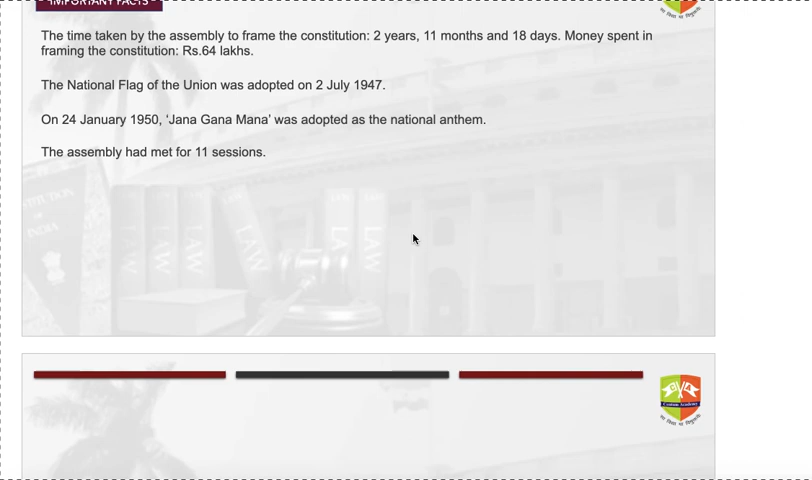 IMPORTANT FACTS
The time taken by the assembly to frame the constitution: 2 years, 11 months and 18 days. Money spent in
framing the constitution: Rs.64 lakhs.
The National Flag of the Union was adopted on 2 July 1947.
On 24 January 1950, ‘Jana Gana Mana’ was adopted as the national anthem.
The assembly had met for 11 sessions.
OF
INDIA
LAW
LAW
LAW
LAW